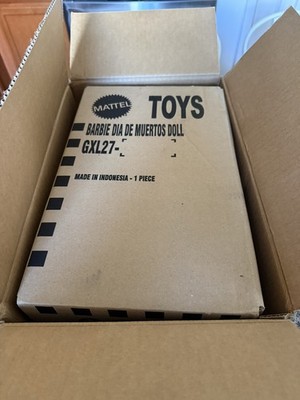 MATTEL
TOYS
BARBIE DIA DE MUERTOS DOLL
GXL27-
MADE IN INDONESIA - 1 PIECE